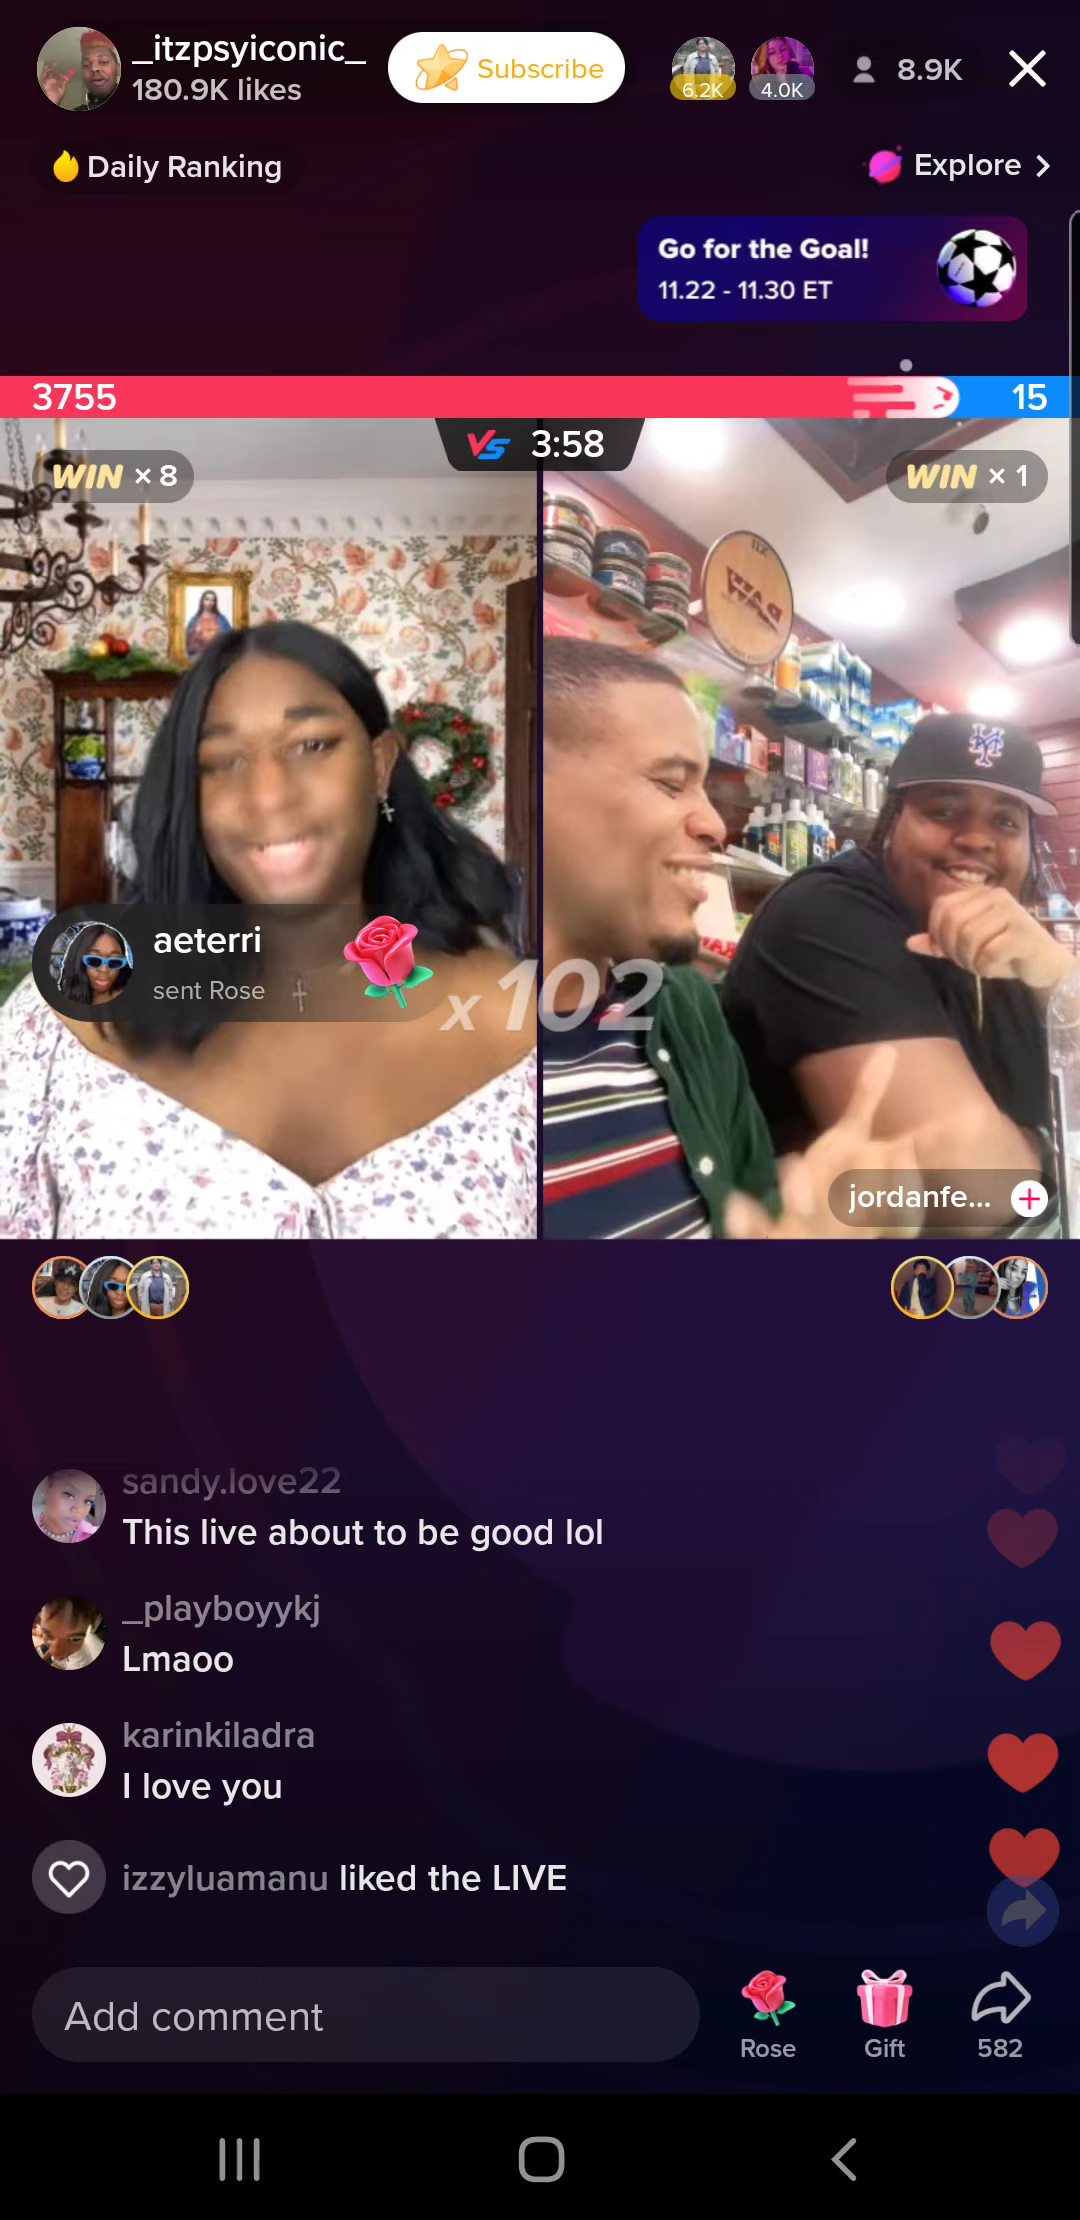 _itzpsyiconic_
180.9K likes
Subscribe
6.2K
4.0K
8.9K
Daily Ranking
Explore
Go for the Goal!
11.22 - 11.30 ET
3755
15
VS 3:58
WIN × 8
WIN × 1
aeterri
sent Rose
x102
jordanfe...
sandy.love22
This live about to be good lol
_playboyykj
Lmaoo
karinkiladra
I love you
izzyluamanu liked the LIVE
Add comment
Rose
Gift
582